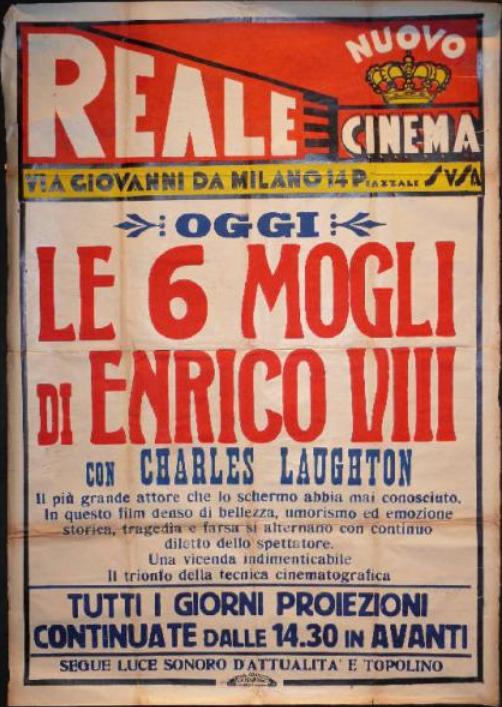 REALE
NUOVO
CINEMA
VIA GIOVANNI DA MILANO 14 PIAZZALE SUSA
OGGI
LE 6 MOGLI
DI ENRICO VIII
CON CHARLES LAUGHTON
Il più grande attore che lo schermo abbia mai conosciuto.
In questo film denso di bellezza, umorismo ed emozione
storica, tragedia e farsa si alternano con continuo
diletto dello spettatore.
Una vicenda indimenticabile
Il trionfo della tecnica cinematografica
TUTTI I GIORNI PROIEZIONI
CONTINUATE DALLE 14.30 IN AVANTI
SEGUE LUCE SONORO D'ATTUALITA' E TOPOLINO